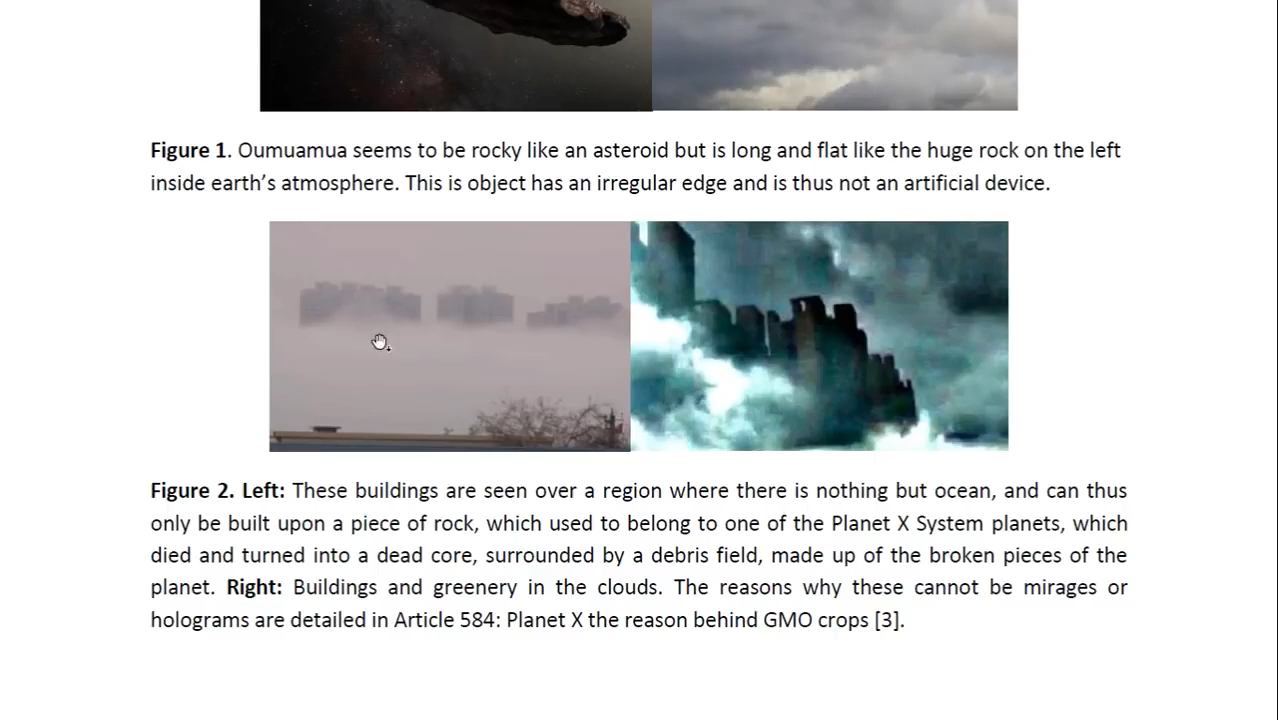 Figure 1. Oumuamua seems to be rocky like an asteroid but is long and flat like the huge rock on the left
inside earth's atmosphere. This is object has an irregular edge and is thus not an artificial device.
Figure 2. Left: These buildings are seen over a region where there is nothing but ocean, and can thus
only be built upon a piece of rock, which used to belong to one of the Planet X System planets, which
died and turned into a dead core, surrounded by a debris field, made up of the broken pieces of the
planet. Right: Buildings and greenery in the clouds. The reasons why these cannot be mirages or
holograms are detailed in Article 584: Planet X the reason behind GMO crops [3].